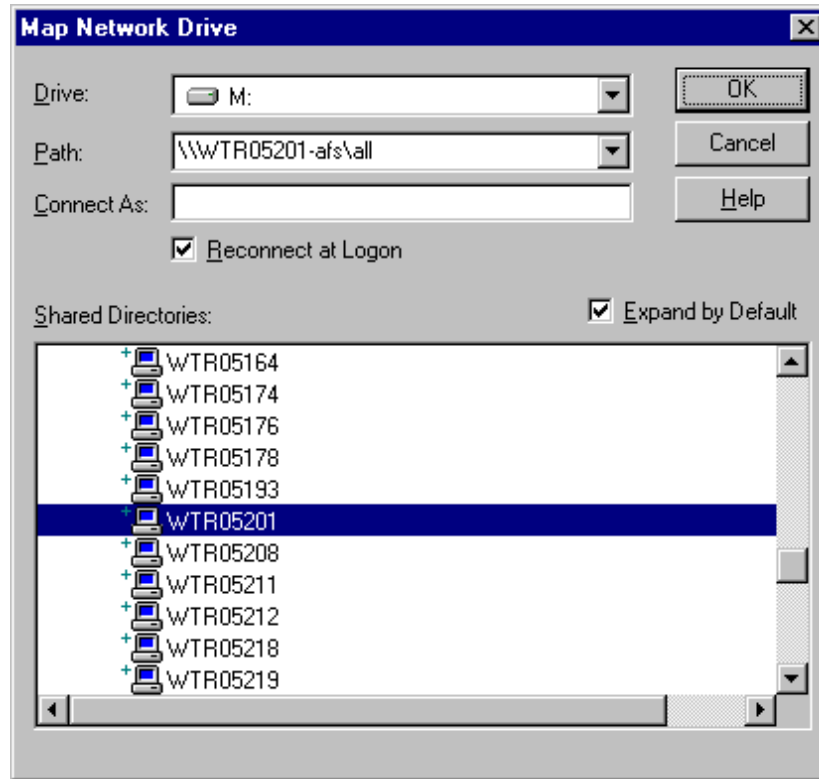 Map Network Drive
Drive: M: OK
Path: \\WTR05201-afs\all Cancel
Connect As: Help
Reconnect at Logon
Shared Directories: Expand by Default
WTR05164
WTR05174
WTR05176
WTR05178
WTR05193
WTR05201
WTR05208
WTR05211
WTR05212
WTR05218
WTR05219